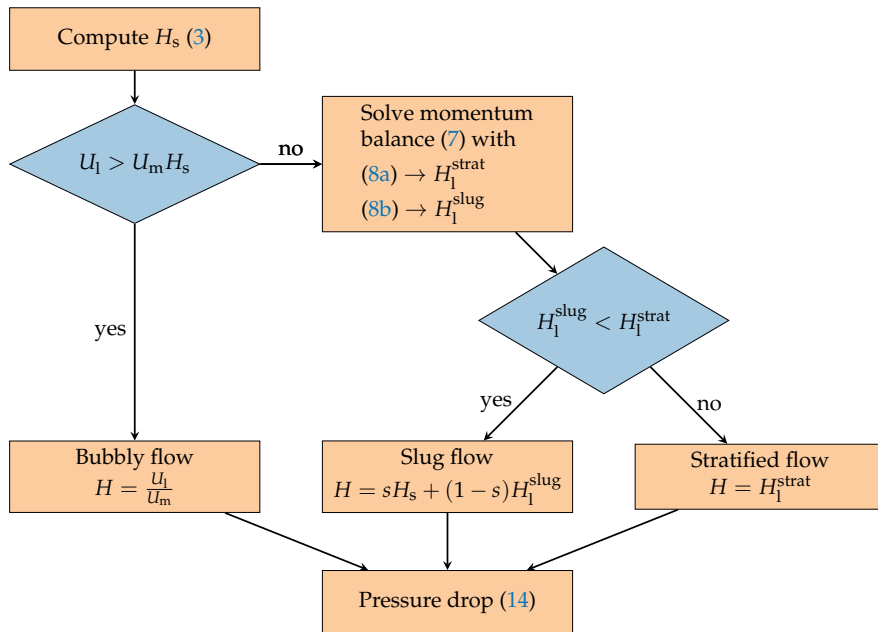 Compute H_s (3)
U_l > U_m H_s
no
Solve momentum
balance (7) with
(8a) → H_l^strat
(8b) → H_l^slug
H_l^slug < H_l^strat
yes
yes
no
Bubbly flow
H = U_l/U_m
Slug flow
H = sH_s + (1 − s)H_l^slug
Stratified flow
H = H_l^strat
Pressure drop (14)